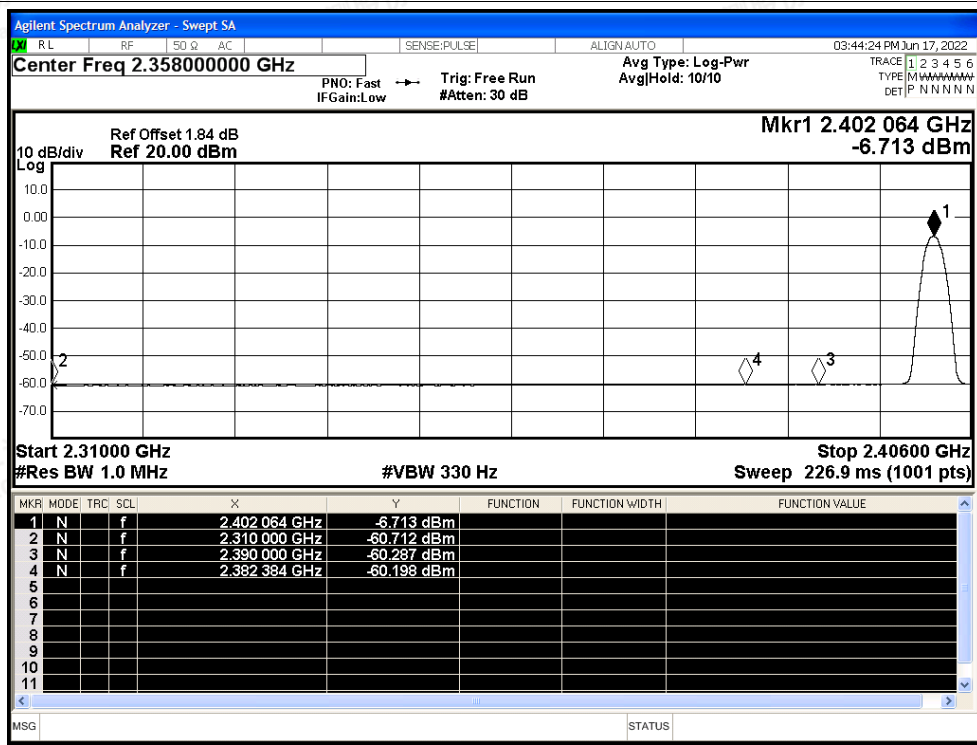 Agilent Spectrum Analyzer - Swept SA
LXI RL RF 50 Ω AC SENSE:PULSE ALIGN AUTO 03:44:24 PM Jun 17, 2022
Center Freq 2.358000000 GHz
PNO: Fast Trig: Free Run Avg Type: Log-Pwr TRACE 1 2 3 4 5 6
IFGain:Low #Atten: 30 dB Avg|Hold: 10/10 TYPE M WWWWW
DET P N N N N N
Ref Offset 1.84 dB Mkr1 2.402 064 GHz
10 dB/div Ref 20.00 dBm -6.713 dBm
Log
10.0
0.00 1
-10.0
-20.0
-30.0
-40.0
-50.0 2 4 3
-60.0
-70.0
Start 2.31000 GHz Stop 2.40600 GHz
#Res BW 1.0 MHz #VBW 330 Hz Sweep 226.9 ms (1001 pts)
MKR MODE TRC SCL X Y FUNCTION FUNCTION WIDTH FUNCTION VALUE
1 N f 2.402 064 GHz -6.713 dBm
2 N f 2.310 000 GHz -60.712 dBm
3 N f 2.390 000 GHz -60.287 dBm
4 N f 2.382 384 GHz -60.198 dBm
5
6
7
8
9
10
11
MSG STATUS